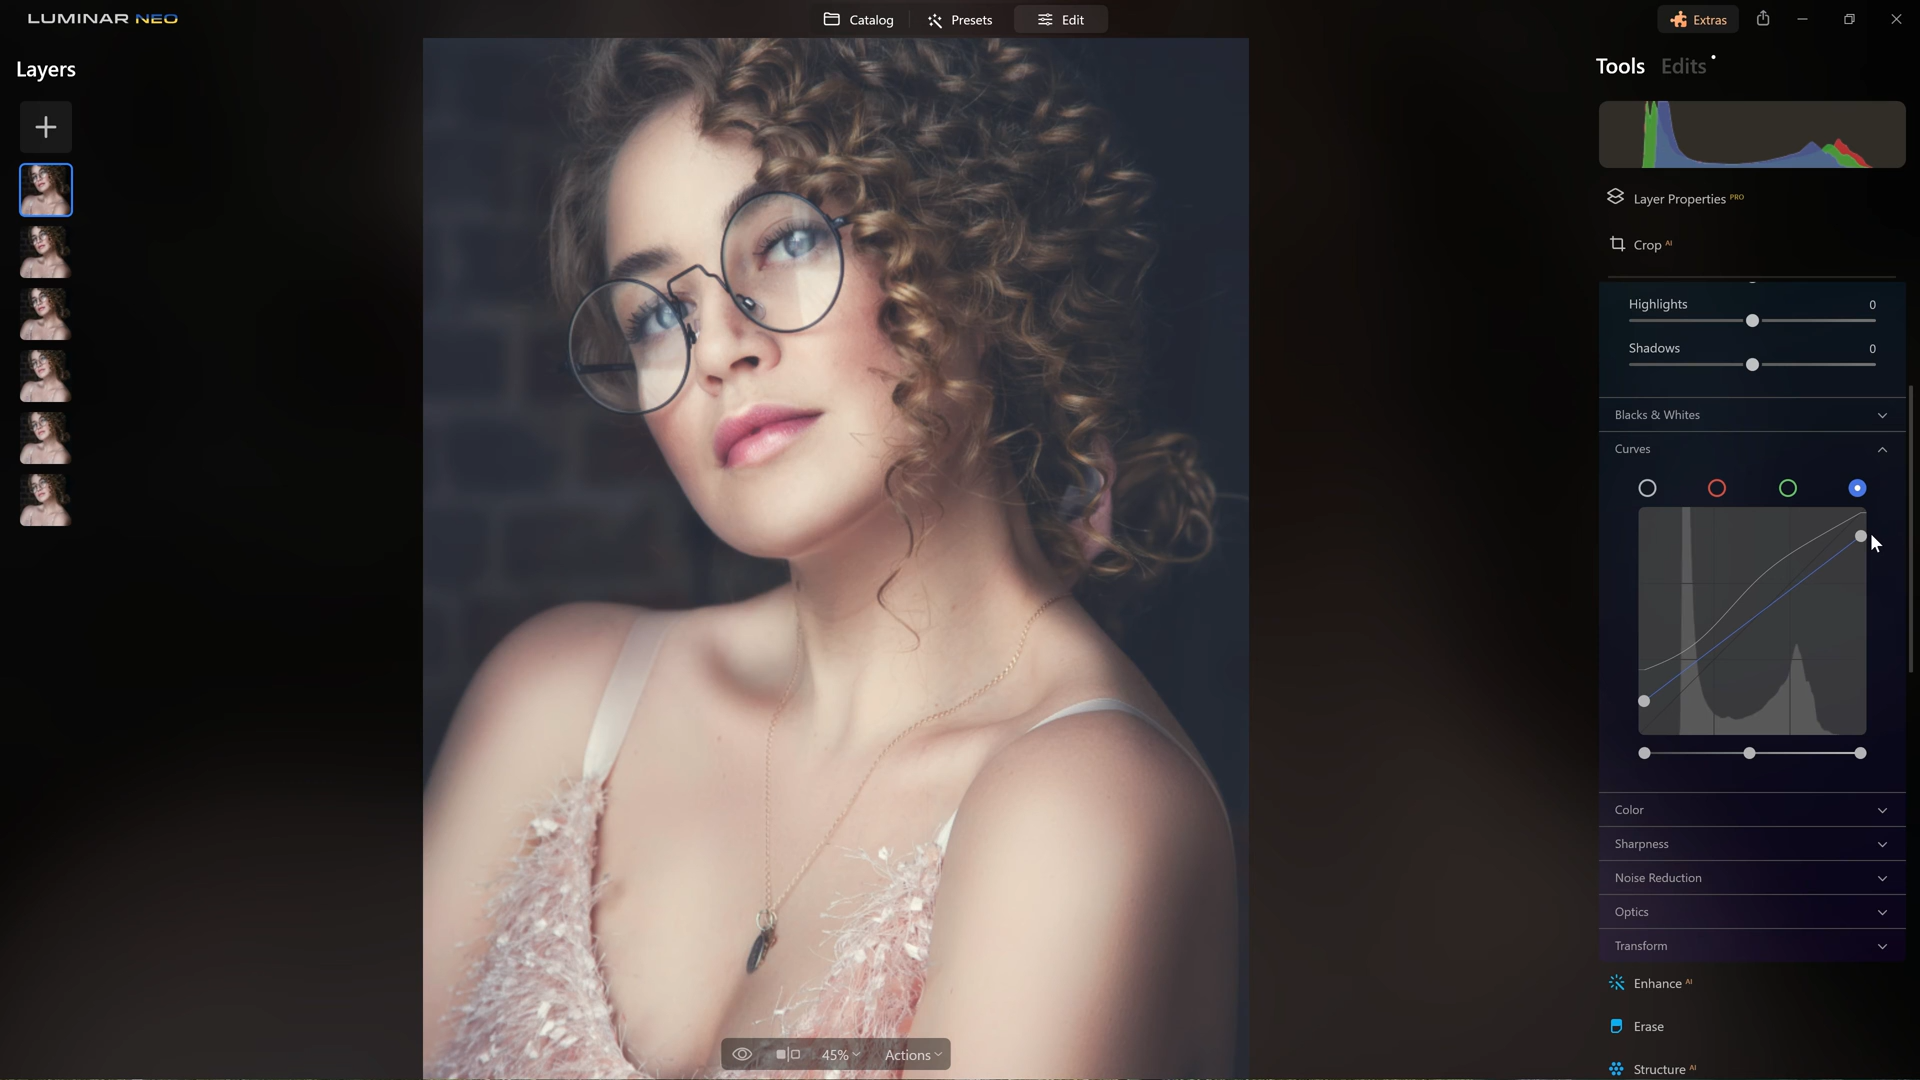 LUMINAR NEO
Catalog
Presets
Edit
Extras
Layers
Tools
Edits
Layer Properties PRO
Crop AI
Highlights 0
Shadows 0
Blacks & Whites
Curves
Color
Sharpness
Noise Reduction
Optics
Transform
Enhance AI
Erase
Structure AI
45%
Actions